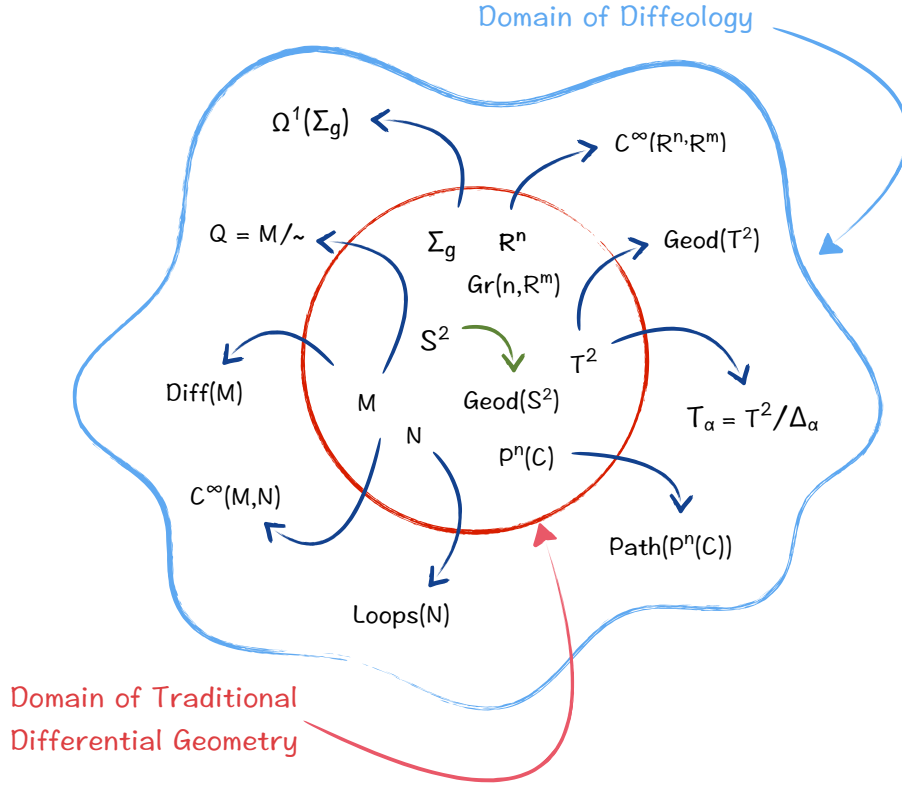 Domain of Diffeology
Ω¹(Σg)
C^∞(Rⁿ,Rᵐ)
Q = M/~
Σg
Rⁿ
Geod(T²)
Gr(n,Rᵐ)
S²
T²
Diff(M)
M
Geod(S²)
Tα = T²/Δα
N
Pⁿ(C)
C^∞(M,N)
Path(Pⁿ(C))
Loops(N)
Domain of Traditional
Differential Geometry